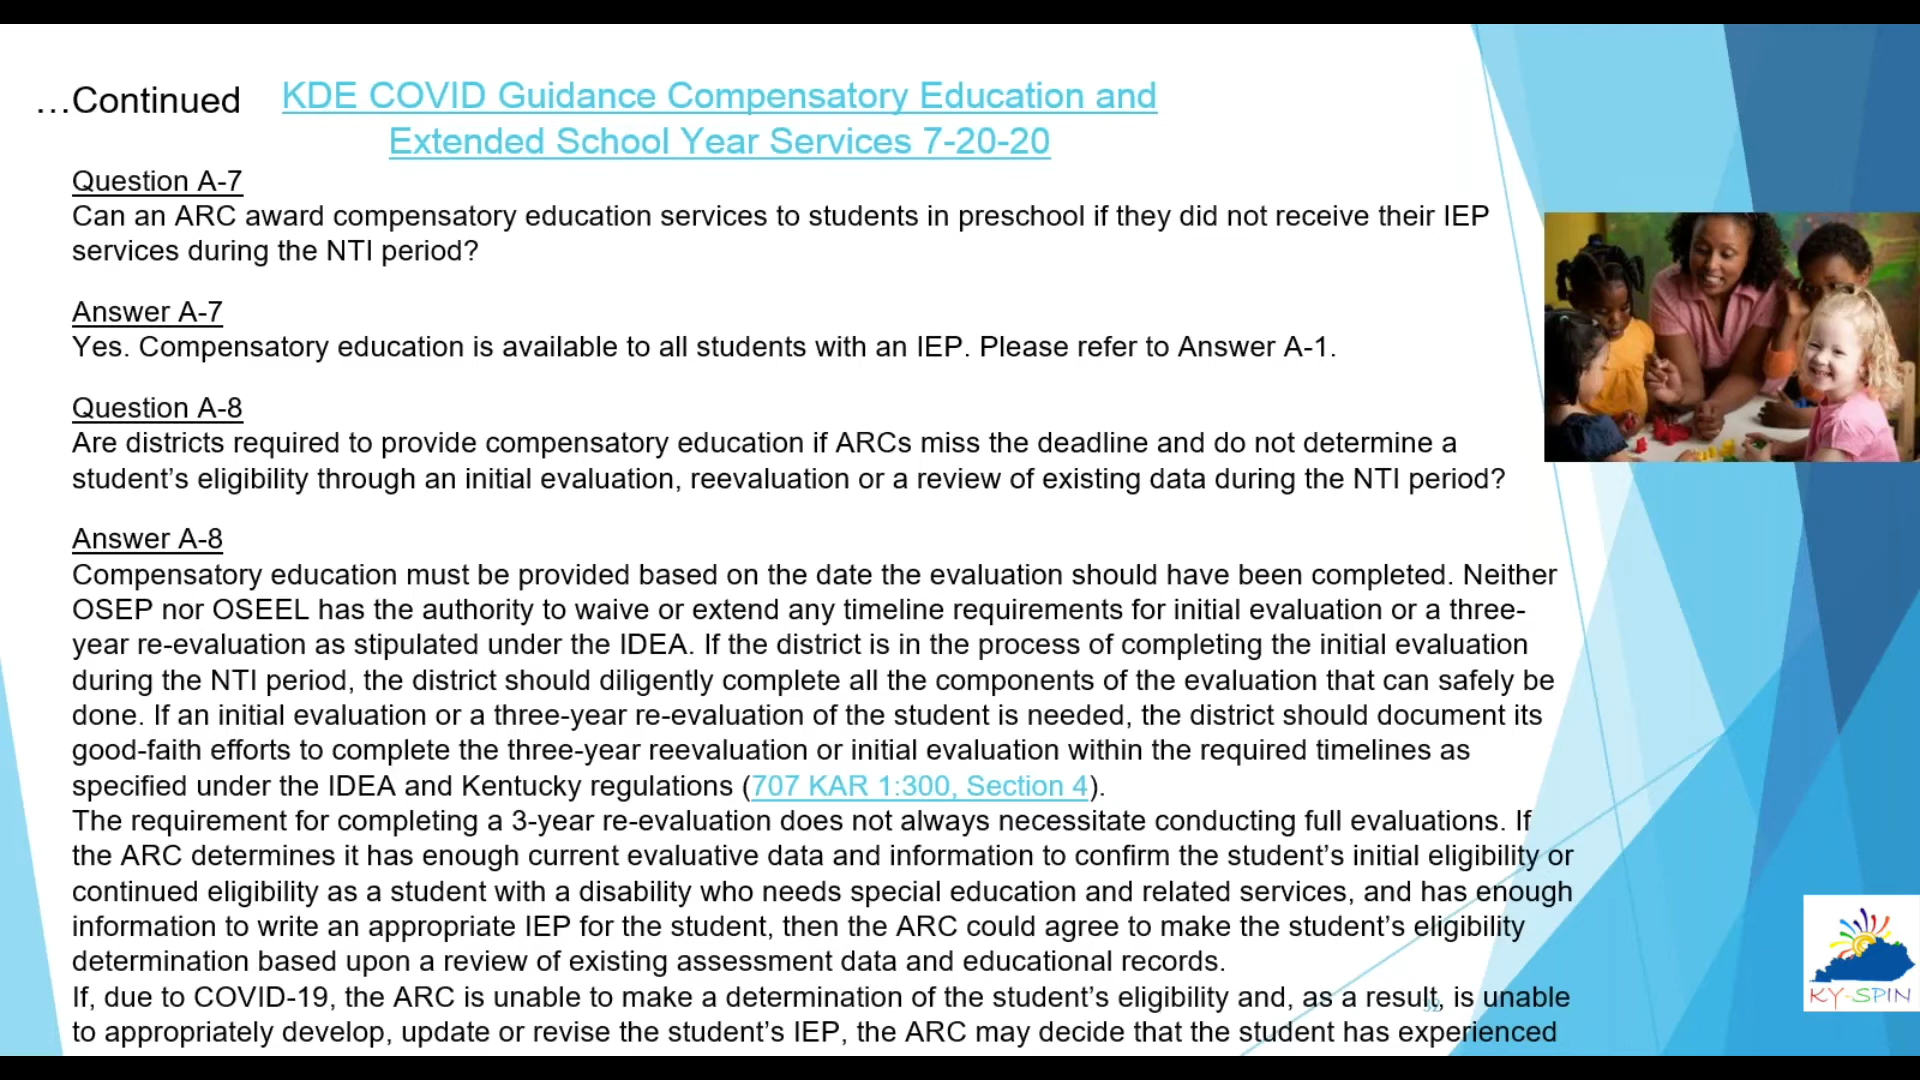 …Continued
KDE COVID Guidance Compensatory Education and
Extended School Year Services 7-20-20
Question A-7
Can an ARC award compensatory education services to students in preschool if they did not receive their IEP
services during the NTI period?
Answer A-7
Yes. Compensatory education is available to all students with an IEP. Please refer to Answer A-1.
Question A-8
Are districts required to provide compensatory education if ARCs miss the deadline and do not determine a
student’s eligibility through an initial evaluation, reevaluation or a review of existing data during the NTI period?
Answer A-8
Compensatory education must be provided based on the date the evaluation should have been completed. Neither
OSEP nor OSEEL has the authority to waive or extend any timeline requirements for initial evaluation or a three-
year re-evaluation as stipulated under the IDEA. If the district is in the process of completing the initial evaluation
during the NTI period, the district should diligently complete all the components of the evaluation that can safely be
done. If an initial evaluation or a three-year re-evaluation of the student is needed, the district should document its
good-faith efforts to complete the three-year reevaluation or initial evaluation within the required timelines as
specified under the IDEA and Kentucky regulations (707 KAR 1:300, Section 4).
The requirement for completing a 3-year re-evaluation does not always necessitate conducting full evaluations. If
the ARC determines it has enough current evaluative data and information to confirm the student’s initial eligibility or
continued eligibility as a student with a disability who needs special education and related services, and has enough
information to write an appropriate IEP for the student, then the ARC could agree to make the student’s eligibility
determination based upon a review of existing assessment data and educational records.
If, due to COVID-19, the ARC is unable to make a determination of the student’s eligibility and, as a result, is unable
to appropriately develop, update or revise the student’s IEP, the ARC may decide that the student has experienced
KY-SPIN